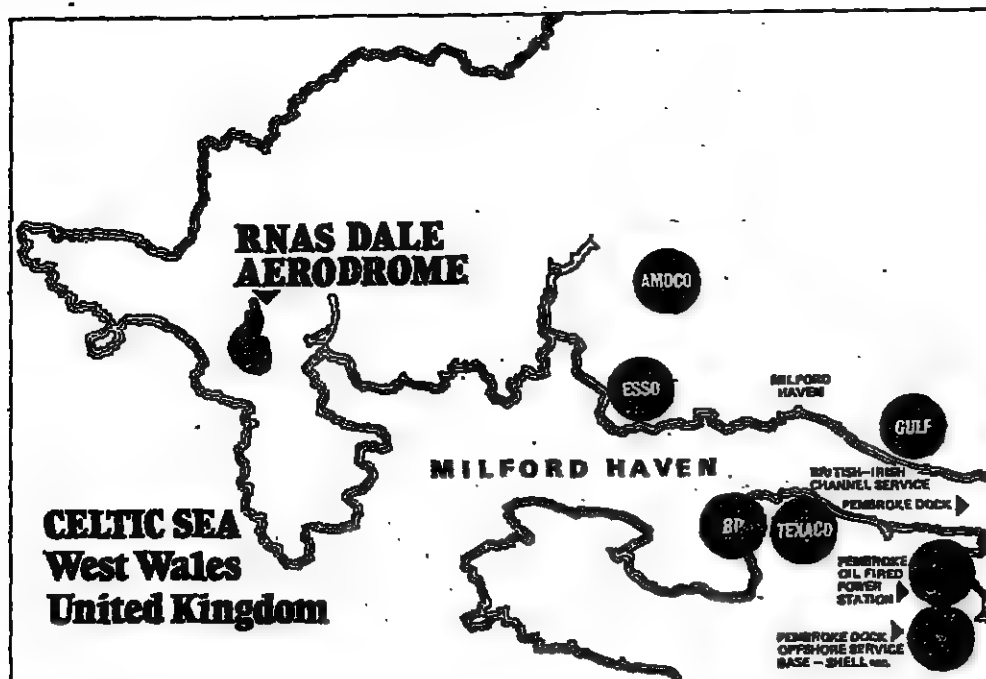 RNAS DALE
AERODROME
AMOCO
ESSO
MILFORD
HAVEN
GULF
MILFORD HAVEN
BRITISH-IRISH
CHANNEL SERVICE
PEMBROKE DOCK
BP
TEXACO
CELTIC SEA
West Wales
United Kingdom
PEMBROKE
OIL FIRED
POWER
STATION
PEMBROKE DOCK
OFFSHORE SERVICE
BASE - SHELL